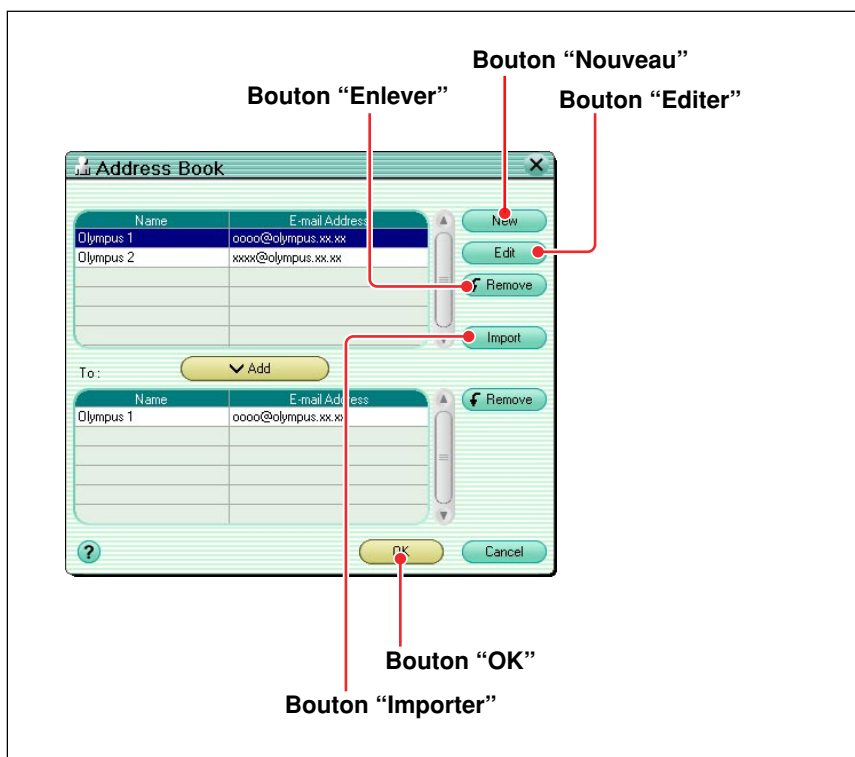 Bouton “Nouveau”
Bouton “Enlever”
Bouton “Editer”
Address Book
Name E-mail Address
New
Olympus 1 oooo@olympus.xx.xx
Edit
Olympus 2 xxxx@olympus.xx.xx
Remove
Import
To: Add
Name E-mail Address
Remove
Olympus 1 oooo@olympus.xx.xx
? OK Cancel
Bouton “OK”
Bouton “Importer”